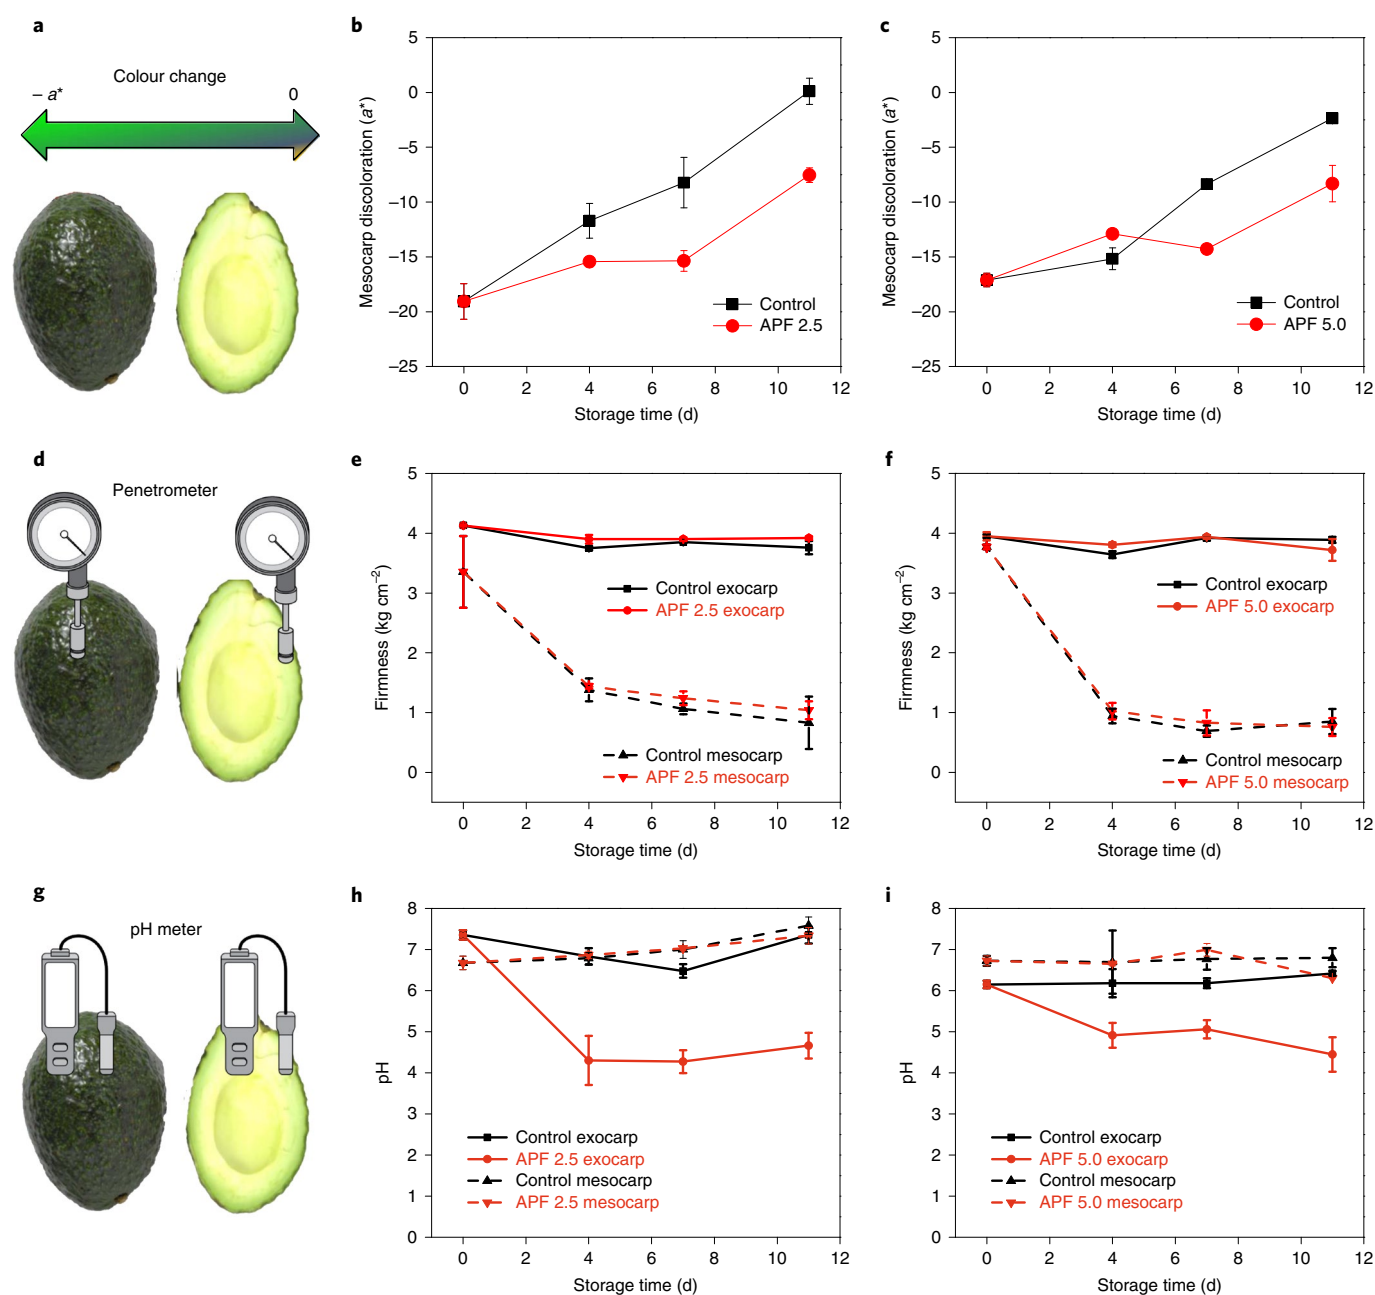 a
Colour change
– a*
0
b
5
0
–5
–10
–15
–20
–25
Mesocarp discoloration (a*)
Control
APF 2.5
0
2
4
6
8
10
12
Storage time (d)
c
5
0
–5
–10
–15
–20
–25
Mesocarp discoloration (a*)
Control
APF 5.0
0
2
4
6
8
10
12
Storage time (d)
d
Penetrometer
e
5
4
3
2
1
0
Firmness (kg cm⁻²)
Control exocarp
APF 2.5 exocarp
Control mesocarp
APF 2.5 mesocarp
0
2
4
6
8
10
12
Storage time (d)
f
5
4
3
2
1
0
Firmness (kg cm⁻²)
Control exocarp
APF 5.0 exocarp
Control mesocarp
APF 5.0 mesocarp
0
2
4
6
8
10
12
Storage time (d)
g
pH meter
h
8
7
6
5
4
3
2
1
0
pH
Control exocarp
APF 2.5 exocarp
Control mesocarp
APF 2.5 mesocarp
0
2
4
6
8
10
12
Storage time (d)
i
8
7
6
5
4
3
2
1
0
pH
Control exocarp
APF 5.0 exocarp
Control mesocarp
APF 5.0 mesocarp
0
2
4
6
8
10
12
Storage time (d)